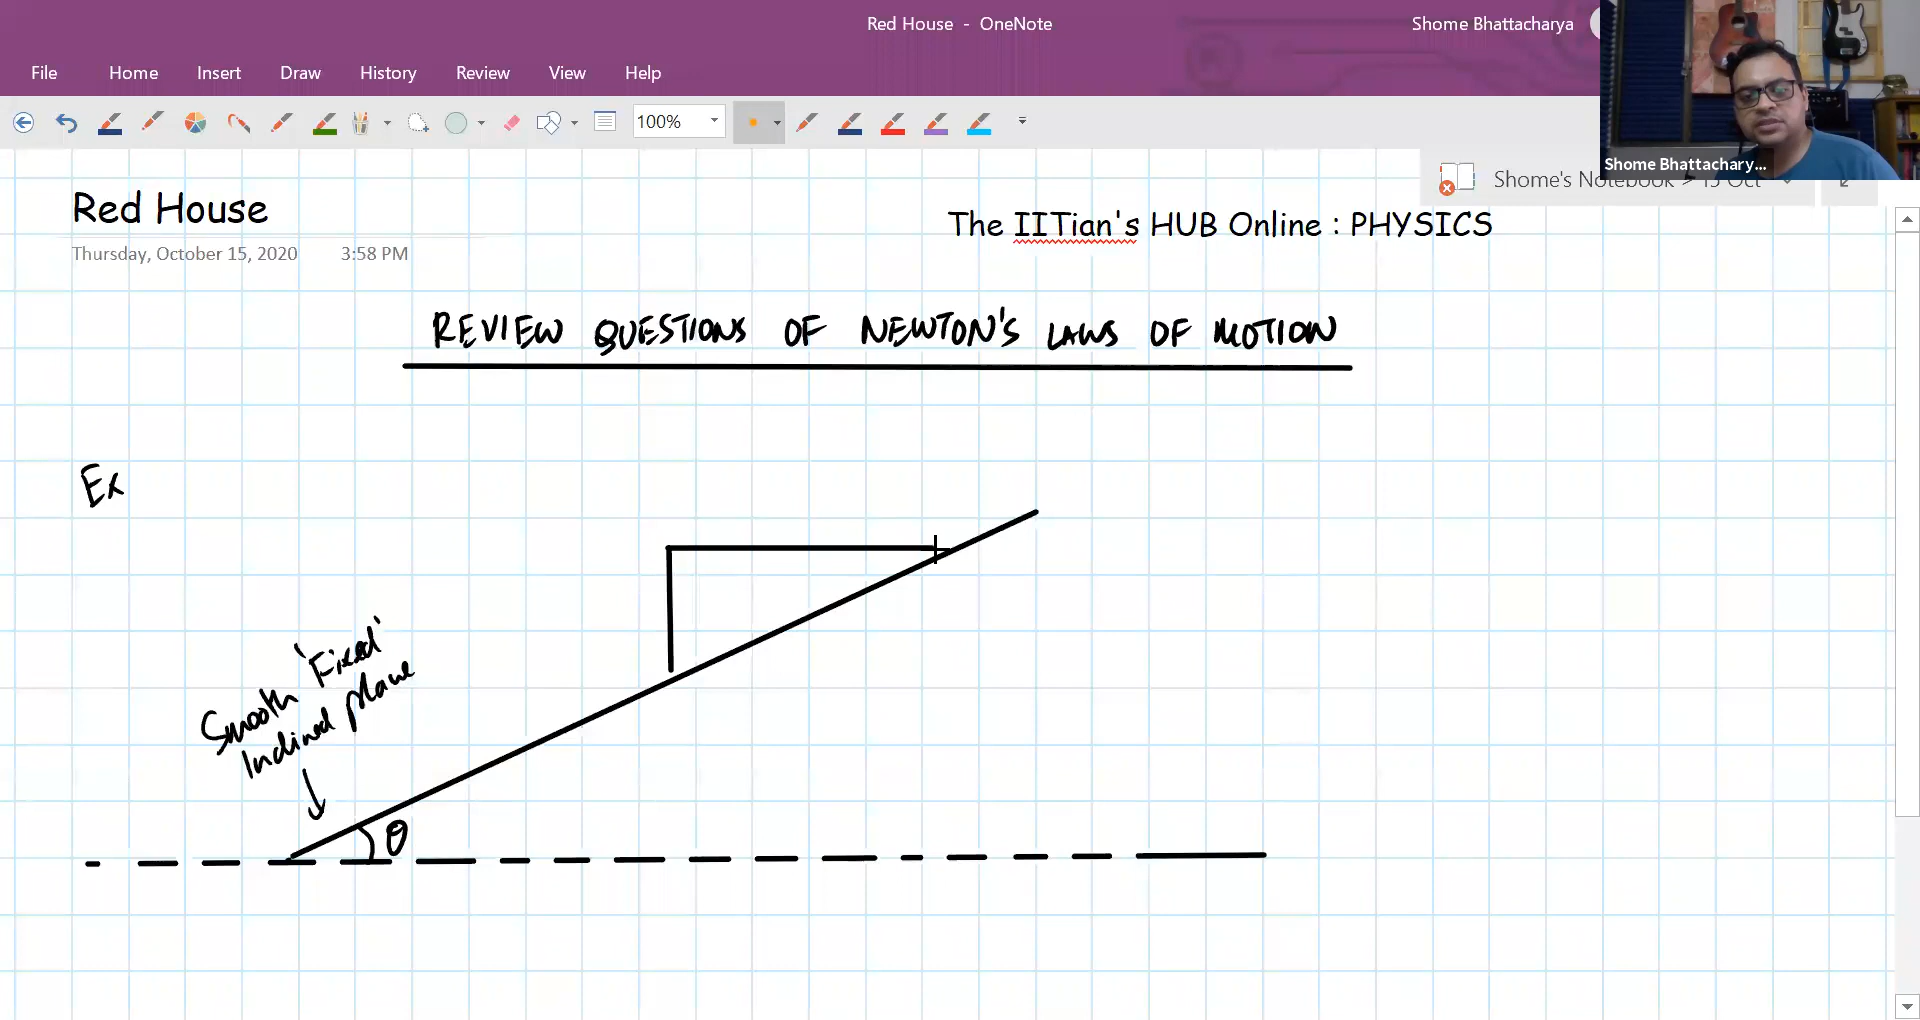 Red House - OneNote
Shome Bhattacharya
File Home Insert Draw History Review View Help
100%
Shome Bhattachary...
Shome's Notebook > 15 Oct
Red House
Thursday, October 15, 2020 3:58 PM
The IITian's HUB Online : PHYSICS
REVIEW QUESTIONS OF NEWTON'S LAWS OF MOTION
Ex
Smooth 'Fixed'
Inclined plane
θ